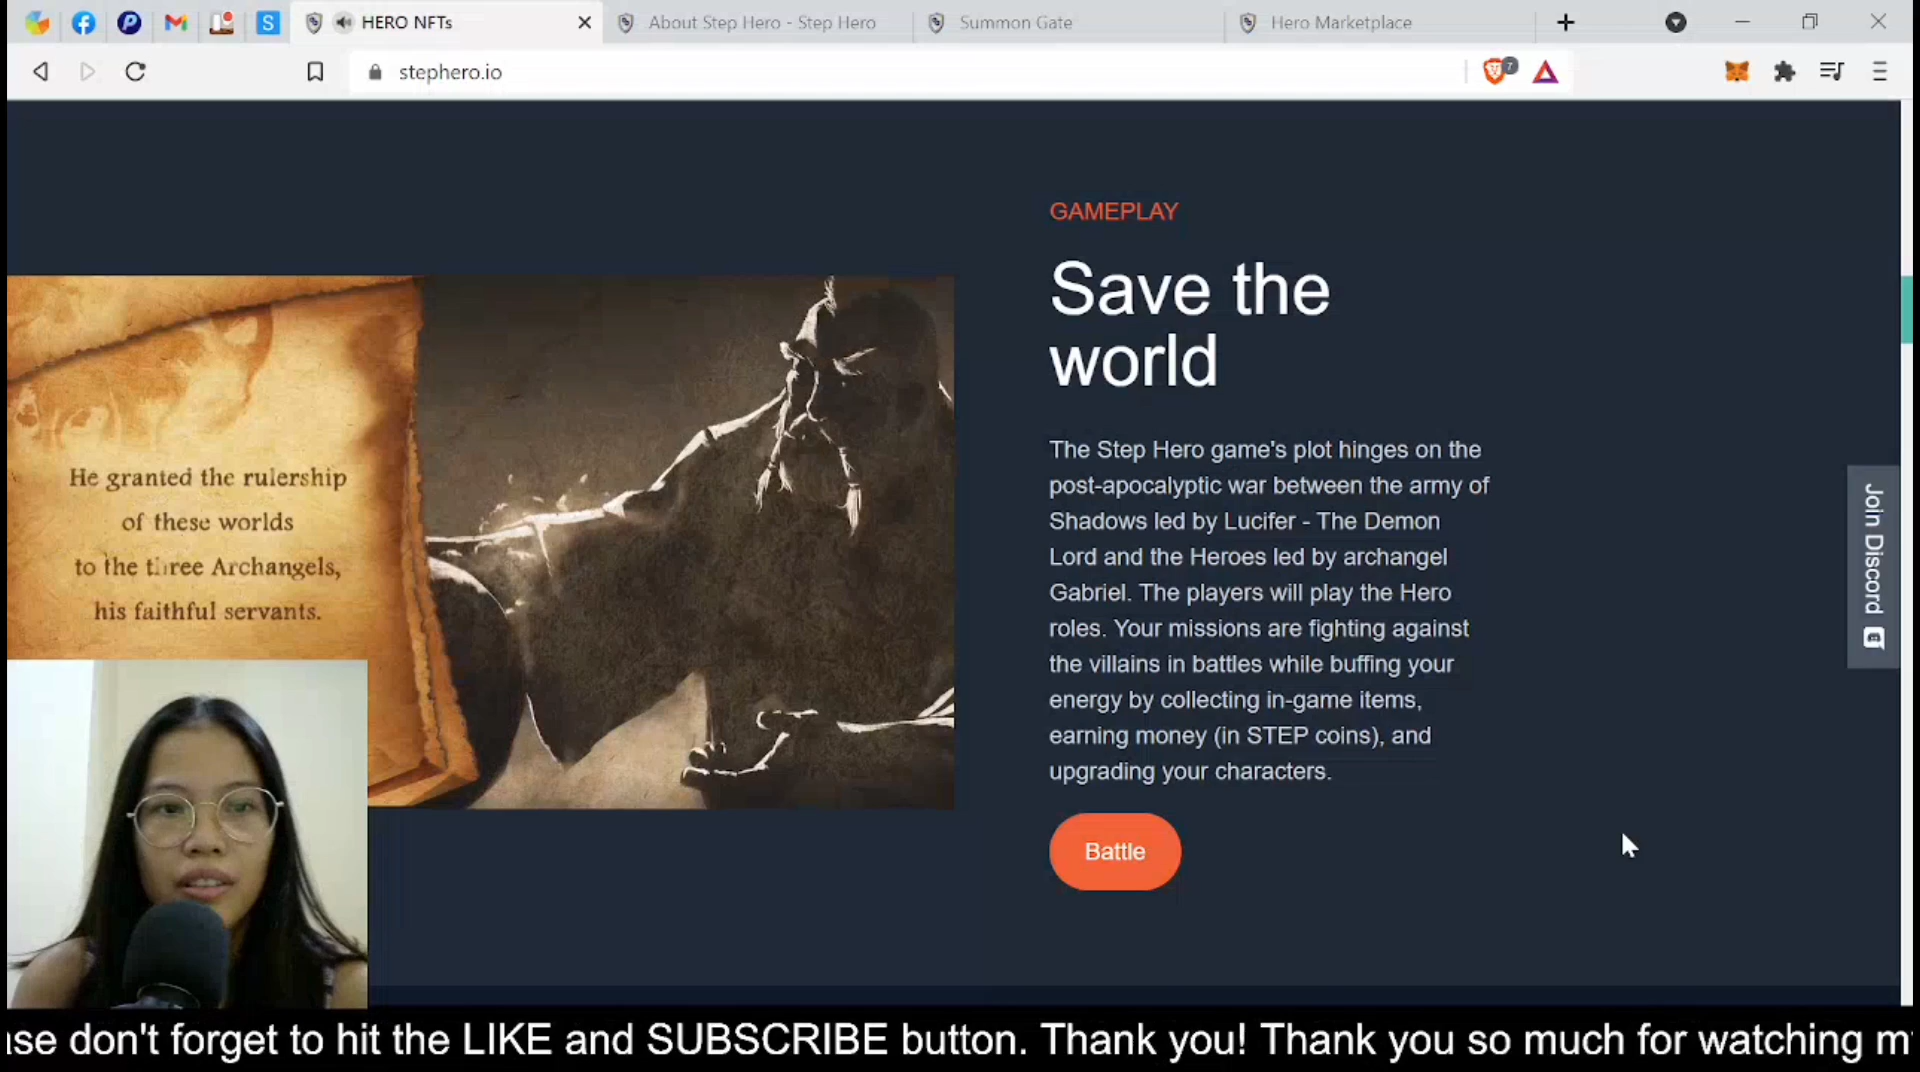 HERO NFTs
About Step Hero - Step Hero
Summon Gate
Hero Marketplace
stephero.io
7
GAMEPLAY
Save the
world
He granted the rulership
of these worlds
to the three Archangels,
his faithful servants.
The Step Hero game's plot hinges on the
post-apocalyptic war between the army of
Shadows led by Lucifer - The Demon
Lord and the Heroes led by archangel
Gabriel. The players will play the Hero
roles. Your missions are fighting against
the villains in battles while buffing your
energy by collecting in-game items,
earning money (in STEP coins), and
upgrading your characters.
Battle
Join Discord
don't forget to hit the LIKE and SUBSCRIBE button. Thank you! Thank you so much for watching